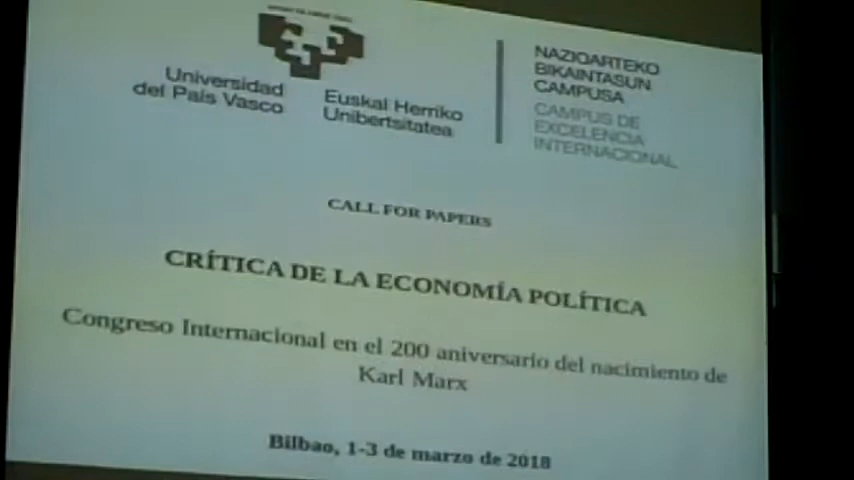 Universidad
del País Vasco
Euskal Herriko
Unibertsitatea
NAZIOARTEKO
BIKAINTASUN
CAMPUSA
CAMPUS DE
EXCELENCIA
INTERNACIONAL
CALL FOR PAPERS
CRÍTICA DE LA ECONOMÍA POLÍTICA
Congreso Internacional en el 200 aniversario del nacimiento de
Karl Marx
Bilbao, 1-3 de marzo de 2018